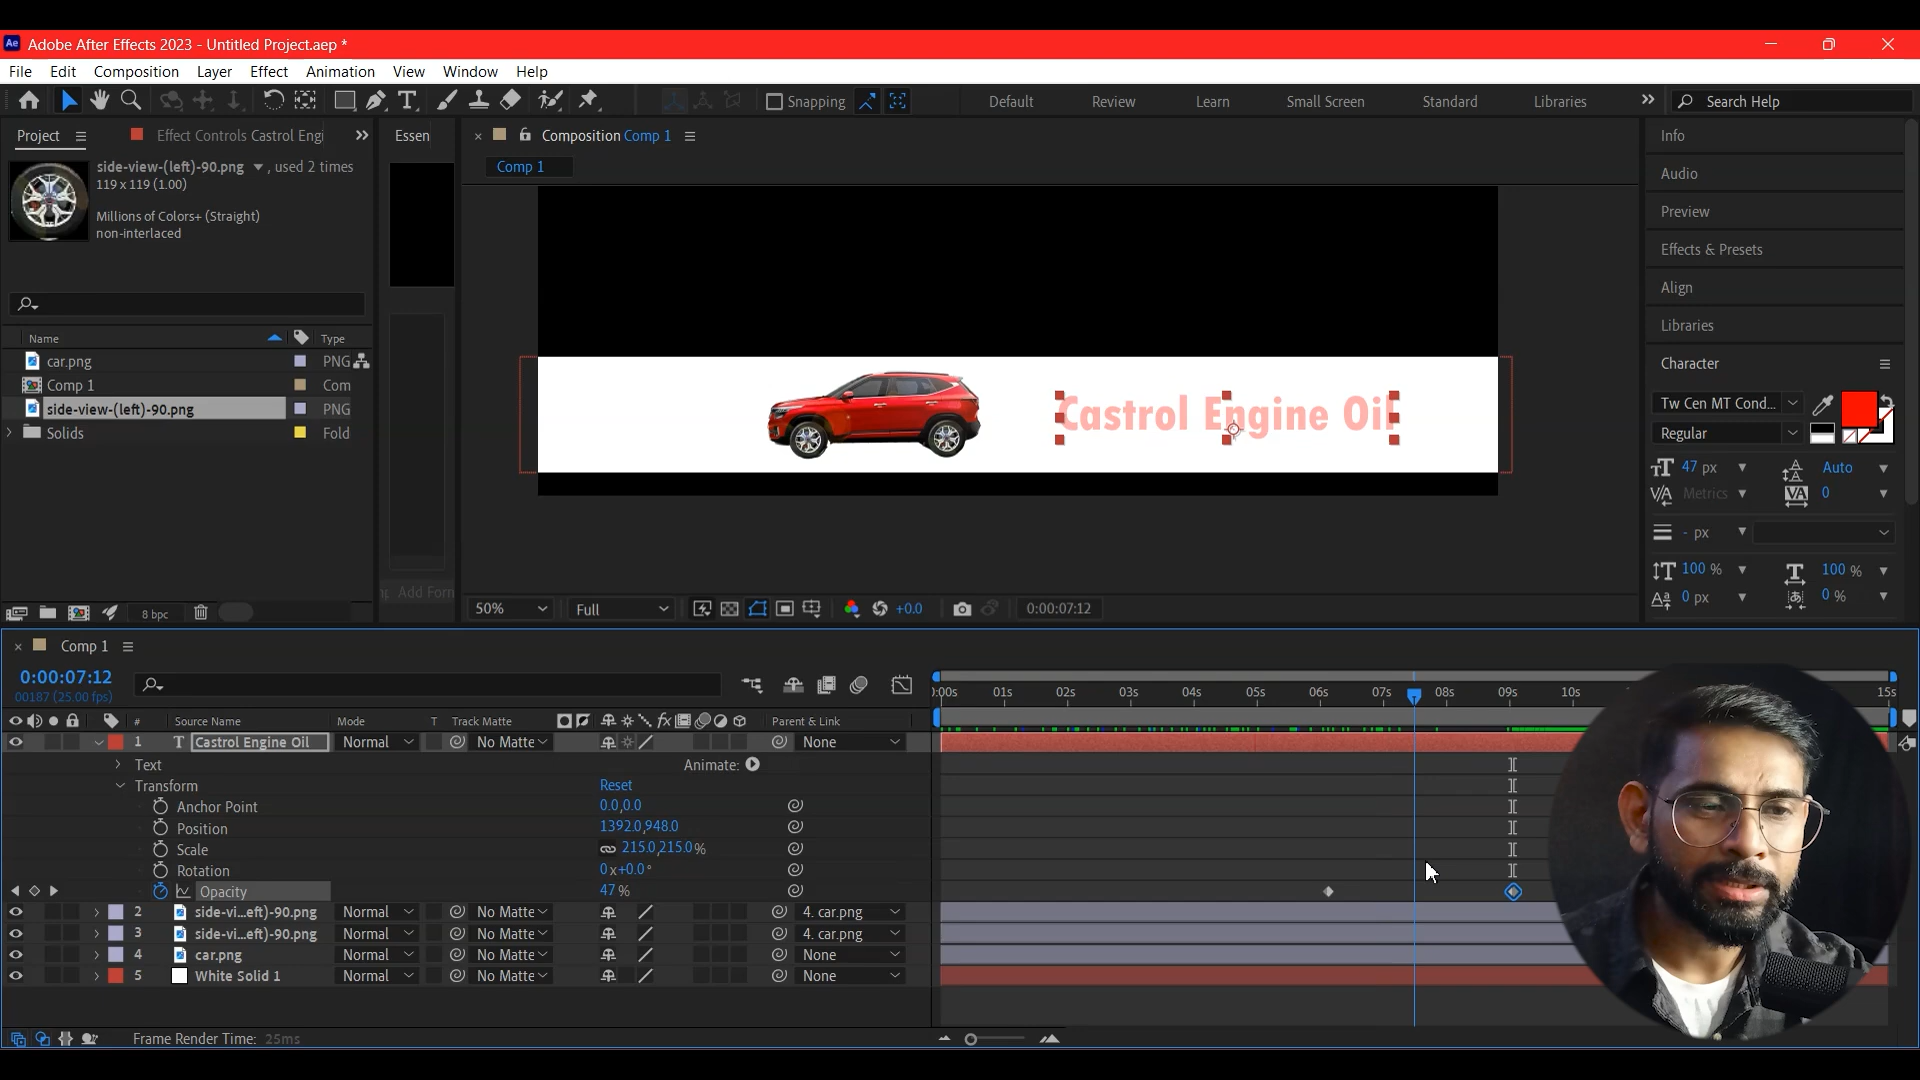 Ae Adobe After Effects 2023 - Untitled Project.aep *
File Edit Composition Layer Effect Animation View Window Help
Snapping Default Review Learn Small Screen Standard Libraries » Search Help
Project Effect Controls Castrol Engi » Essen × Composition Comp 1
side-view-(left)-90.png , used 2 times
119 x 119 (1.00)
Millions of Colors+ (Straight)
non-interlaced
Comp 1
Name Type
car.png PNG
Comp 1 Com
side-view-(left)-90.png PNG
Solids Fold
8 bpc
Add Forn
Castrol Engine Oil
50% Full +0.0 0:00:07:12
Info
Audio
Preview
Effects & Presets
Align
Libraries
Character
Tw Cen MT Cond...
Regular
47 px Auto
Metrics 0
- px
100 % 100 %
0 px 0 %
× Comp 1
0:00:07:12
00187 (25.00 fps)
):00s 01s 02s 03s 04s 05s 06s 07s 08s 09s 10s 15s
# Source Name Mode T Track Matte fx Parent & Link
1 T Castrol Engine Oil Normal No Matte None
Text Animate:
Transform Reset
Anchor Point 0.0,0.0
Position 1392.0,948.0
Scale 215.0,215.0%
Rotation 0x+0.0°
Opacity 47%
2 side-vi...eft)-90.png Normal No Matte 4. car.png
3 side-vi...eft)-90.png Normal No Matte 4. car.png
4 car.png Normal No Matte None
5 White Solid 1 Normal No Matte None
Frame Render Time: 25ms